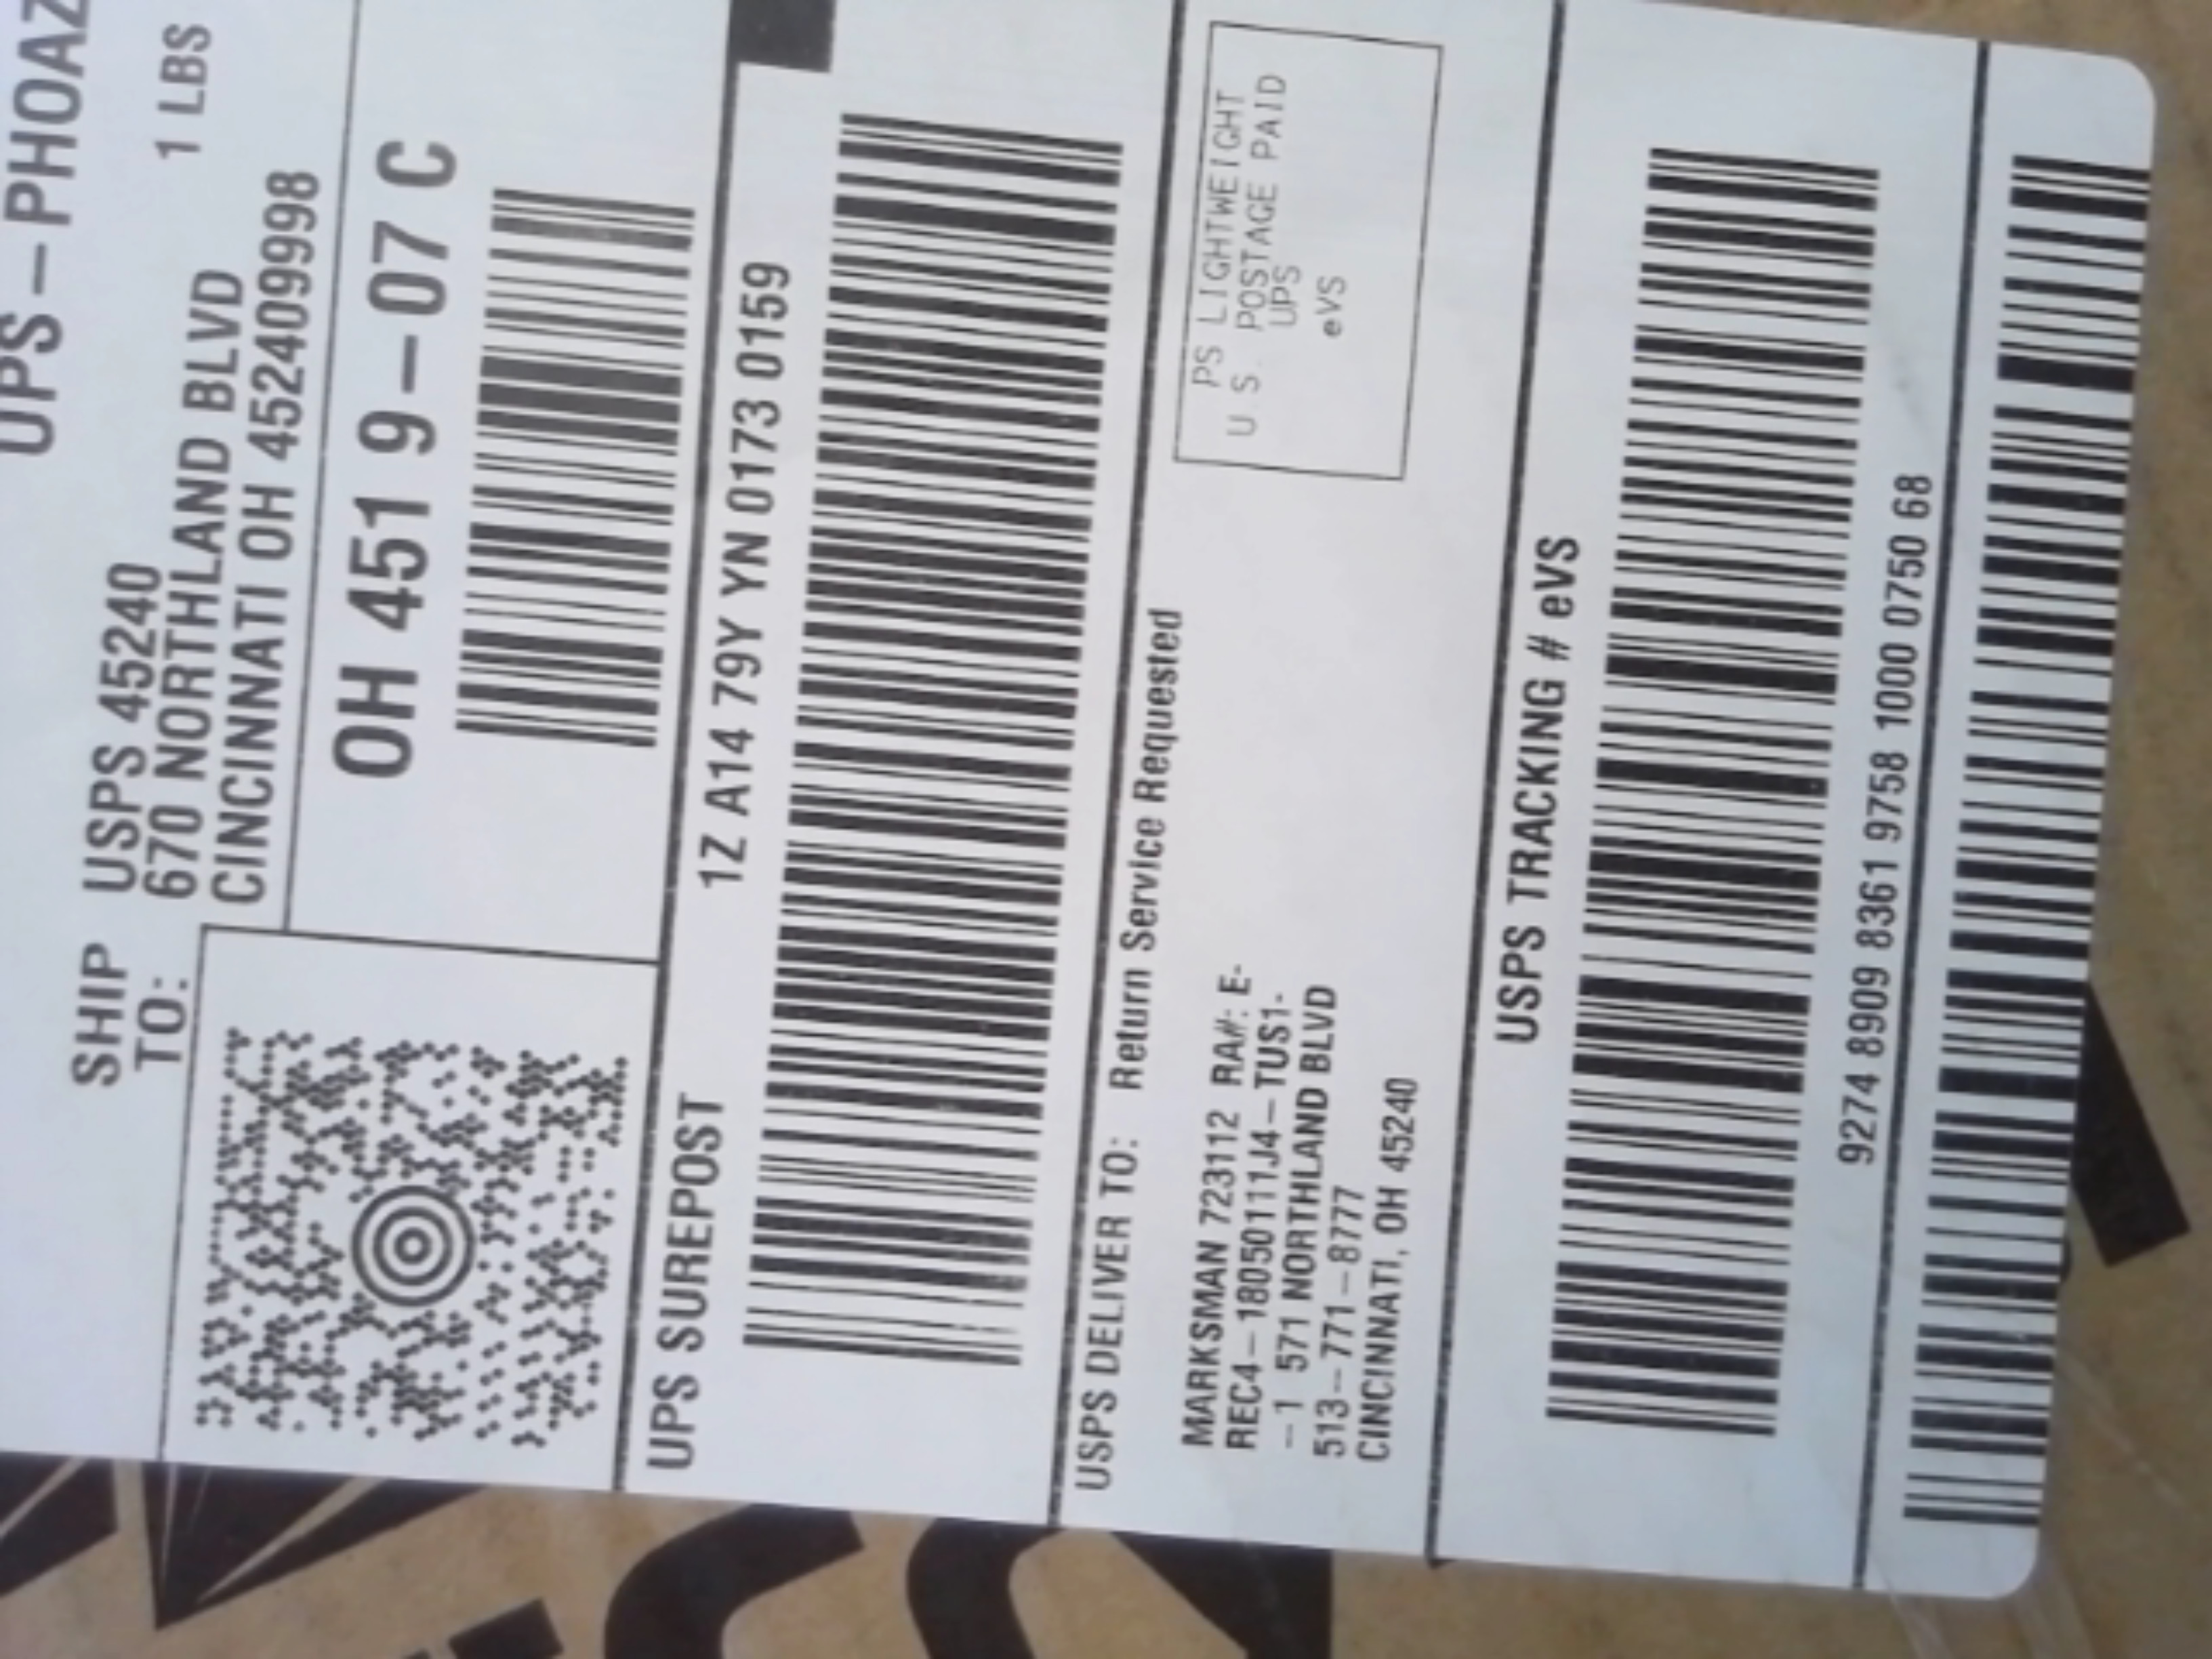 UPS-PHOAZ
1 LBS
SHIP
TO:
USPS 45240
670 NORTHLAND BLVD
CINCINNATI OH 452409998
OH 451 9-07 C
UPS SUREPOST
1Z A14 79Y YN 0173 0159
USPS DELIVER TO: Return Service Requested
MARKSMAN 723112 RA#: E-
REC4-18050111J4-TUS1-
-1 571 NORTHLAND BLVD
513-771-8777
CINCINNATI, OH 45240
PS LIGHTWEIGHT
U.S. POSTAGE PAID
UPS
eVS
USPS TRACKING # eVS
9274 8909 8361 9758 1000 0750 68